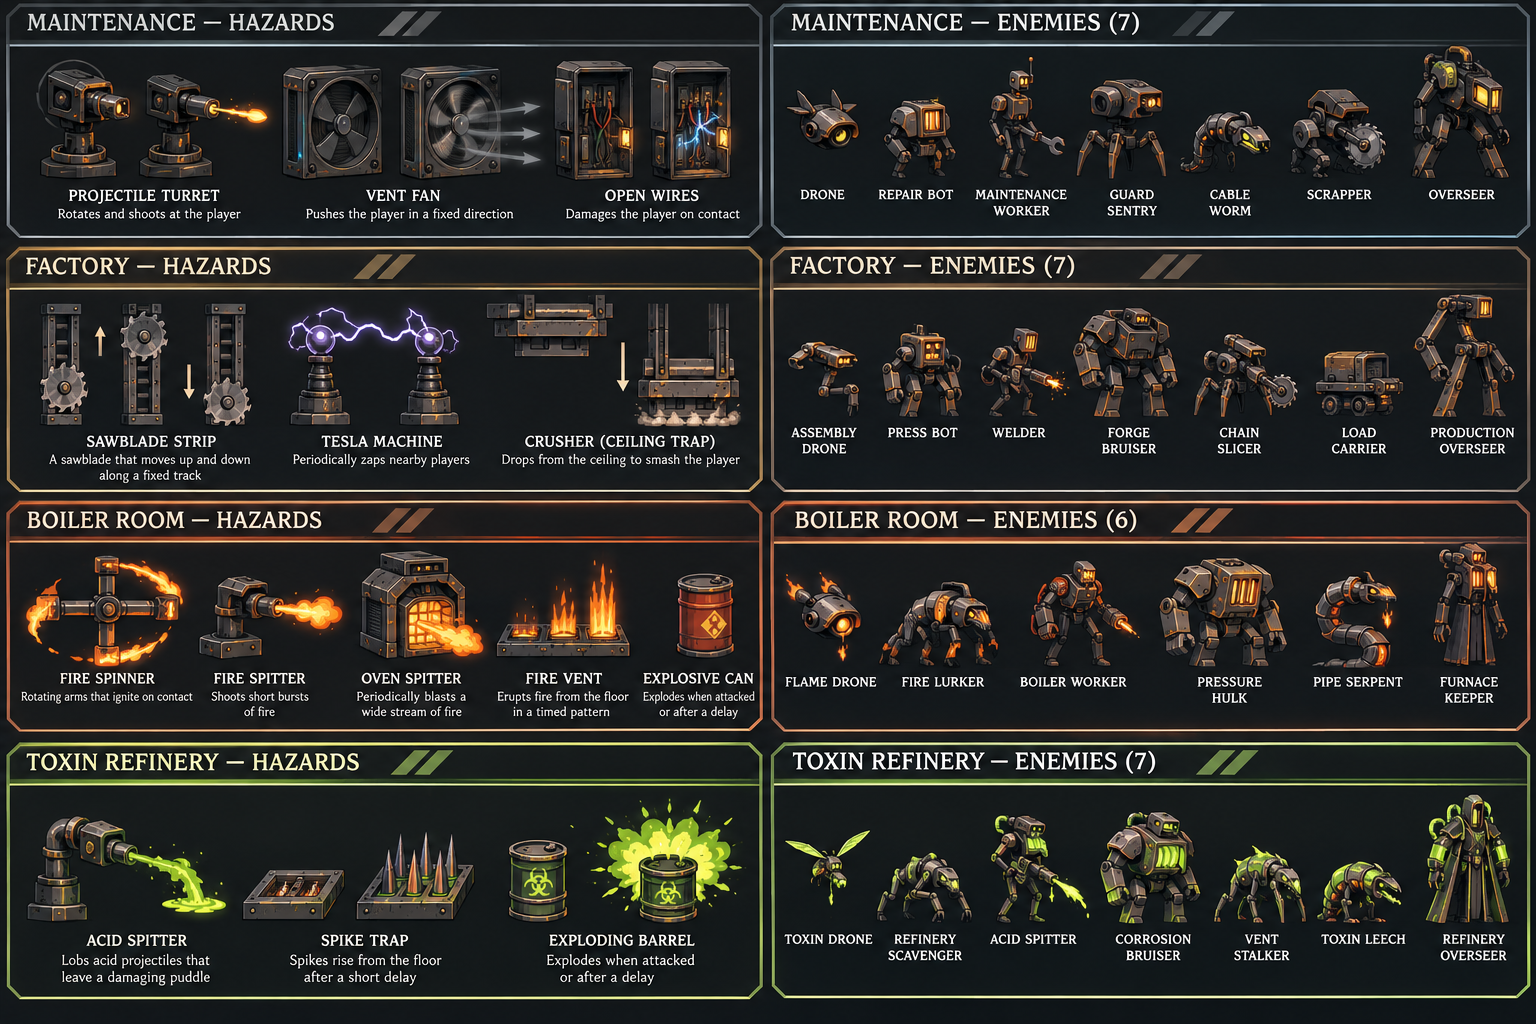 MAINTENANCE — HAZARDS
PROJECTILE TURRET
Rotates and shoots at the player
VENT FAN
Pushes the player in a fixed direction
OPEN WIRES
Damages the player on contact
MAINTENANCE — ENEMIES (7)
DRONE
REPAIR BOT
MAINTENANCE
WORKER
GUARD
SENTRY
CABLE
WORM
SCRAPPER
OVERSEER
FACTORY — HAZARDS
SAWBLADE STRIP
A sawblade that moves up and down
along a fixed track
TESLA MACHINE
Periodically zaps nearby players
CRUSHER (CEILING TRAP)
Drops from the ceiling to smash the player
FACTORY — ENEMIES (7)
ASSEMBLY
DRONE
PRESS BOT
WELDER
FORGE
BRUISER
CHAIN
SLICER
LOAD
CARRIER
PRODUCTION
OVERSEER
BOILER ROOM — HAZARDS
FIRE SPINNER
Rotating arms that ignite on contact
FIRE SPITTER
Shoots short bursts
of fire
OVEN SPITTER
Periodically blasts a
wide stream of fire
FIRE VENT
Erupts fire from the floor
in a timed pattern
EXPLOSIVE CAN
Explodes when attacked
or after a delay
BOILER ROOM — ENEMIES (6)
FLAME DRONE
FIRE LURKER
BOILER WORKER
PRESSURE
HULK
PIPE SERPENT
FURNACE
KEEPER
TOXIN REFINERY — HAZARDS
ACID SPITTER
Lobs acid projectiles that
leave a damaging puddle
SPIKE TRAP
Spikes rise from the floor
after a short delay
EXPLODING BARREL
Explodes when attacked
or after a delay
TOXIN REFINERY — ENEMIES (7)
TOXIN DRONE
REFINERY
SCAVENGER
ACID SPITTER
CORROSION
BRUISER
VENT
STALKER
TOXIN LEECH
REFINERY
OVERSEER